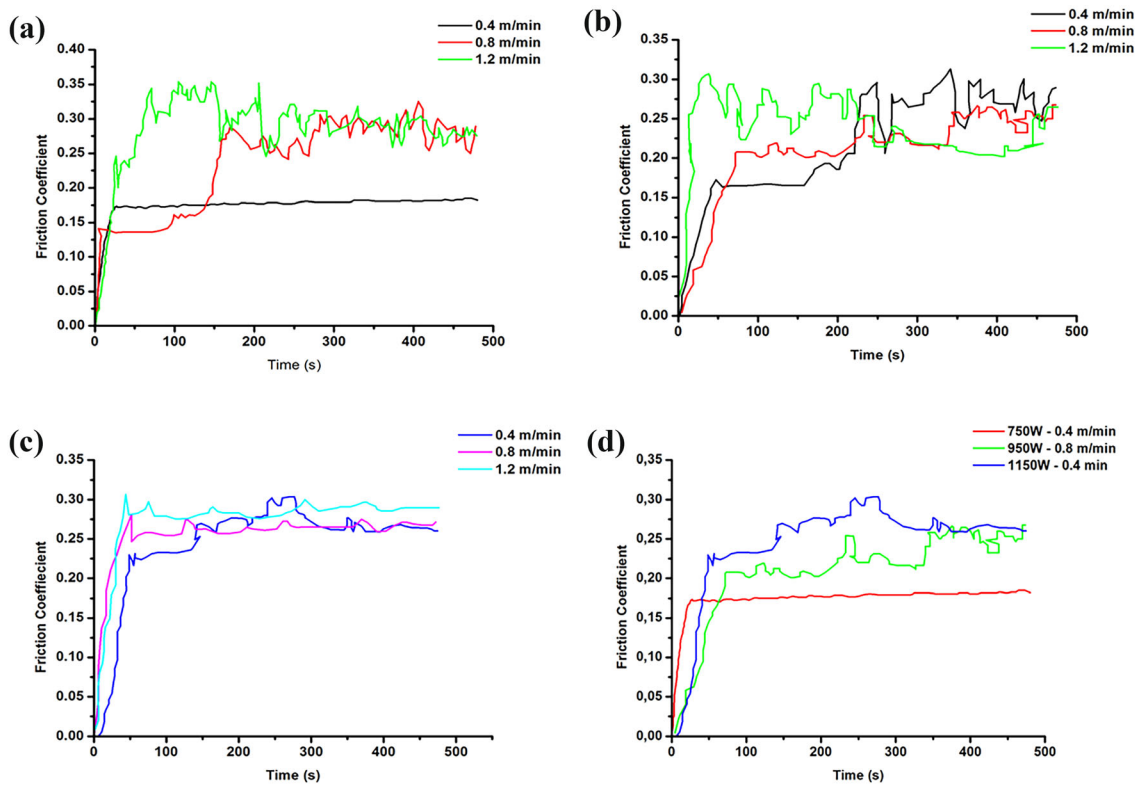 (a)
0.4 m/min
0.8 m/min
1.2 m/min
0.40
0.35
0.30
0.25
0.20
0.15
0.10
0.05
0.00
Friction Coefficient
0 100 200 300 400 500
Time (s)
(b)
0.4 m/min
0.8 m/min
1.2 m/min
0,35
0.30
0.25
0.20
0.15
0.10
0.05
0.00
Friction Coefficient
0 100 200 300 400 500
Time (s)
(c)
0.4 m/min
0.8 m/min
1.2 m/min
0,35
0,30
0,25
0,20
0,15
0,10
0,05
0,00
Friction Coeffiecient
0 100 200 300 400 500
Time (s)
(d)
750W - 0.4 m/min
950W - 0.8 m/min
1150W - 0.4 min
0,35
0,30
0,25
0,20
0,15
0,10
0,05
0,00
Friction Coefficient
0 100 200 300 400 500
Time (s)